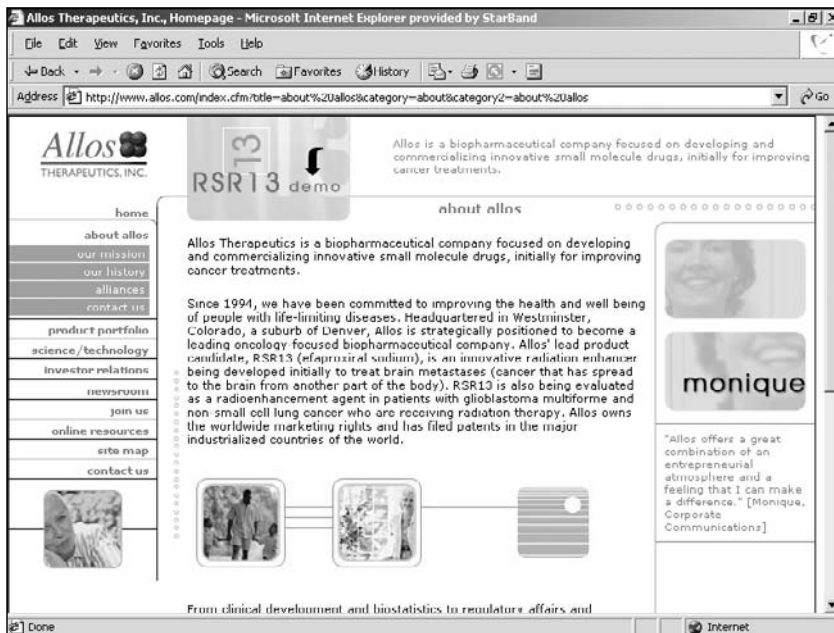 Allos Therapeutics, Inc., Homepage - Microsoft Internet Explorer provided by StarBand
File Edit View Favorites Tools Help
Back Search Favorites History
Address http://www.allos.com/index.cfm?title=about%20allos&category=about&category2=about%20allos Go
Allos
THERAPEUTICS, INC.
13
RSR13 demo
Allos is a biopharmaceutical company focused on developing and
commercializing innovative small molecule drugs, initially for improving
cancer treatments.
home
about allos
our mission
our history
alliances
contact us
product portfolio
science/technology
investor relations
newsroom
join us
online resources
site map
contact us
about allos
Allos Therapeutics is a biopharmaceutical company focused on developing
and commercializing innovative small molecule drugs, initially for improving
cancer treatments.
Since 1994, we have been committed to improving the health and well being
of people with life-limiting diseases. Headquartered in Westminster,
Colorado, a suburb of Denver, Allos is strategically positioned to become a
leading oncology-focused biopharmaceutical company. Allos' lead product
candidate, RSR13 (efaproxiral sodium), is an innovative radiation enhancer
being developed initially to treat brain metastases (cancer that has spread
to the brain from another part of the body). RSR13 is also being evaluated
as a radioenhancement agent in patients with glioblastoma multiforme and
non-small cell lung cancer who are receiving radiation therapy. Allos owns
the worldwide marketing rights and has filed patents in the major
industrialized countries of the world.
From clinical development and biostatistics to regulatory affairs and
monique
"Allos offers a great
combination of an
entrepreneurial
atmosphere and a
feeling that I can make
a difference." [Monique,
Corporate
Communications]
Done Internet